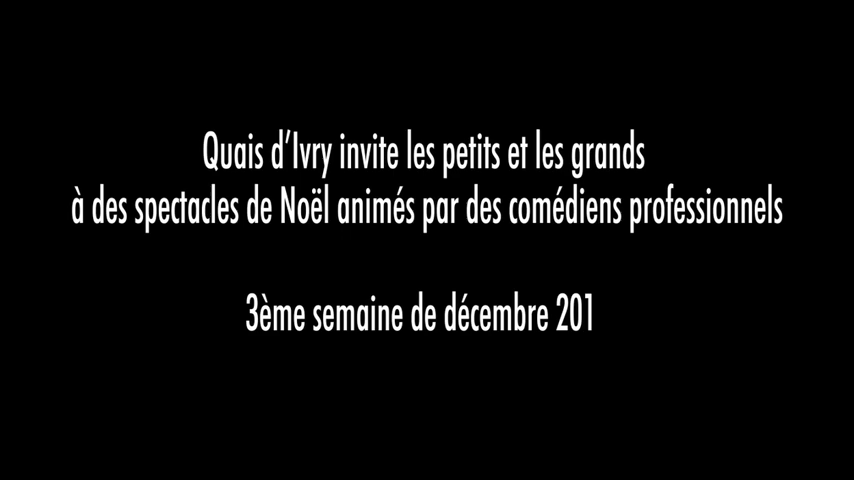 Quais d’Ivry invite les petits et les grands
à des spectacles de Noël animés par des comédiens professionnels
3ème semaine de décembre 201